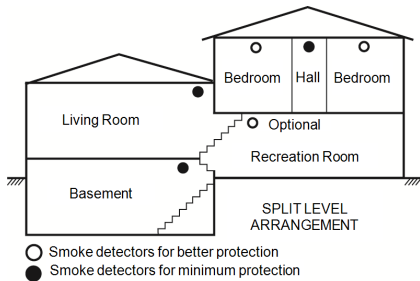 Bedroom Hall Bedroom
Living Room
Optional
Recreation Room
Basement
SPLIT LEVEL
ARRANGEMENT
Smoke detectors for better protection
Smoke detectors for minimum protection